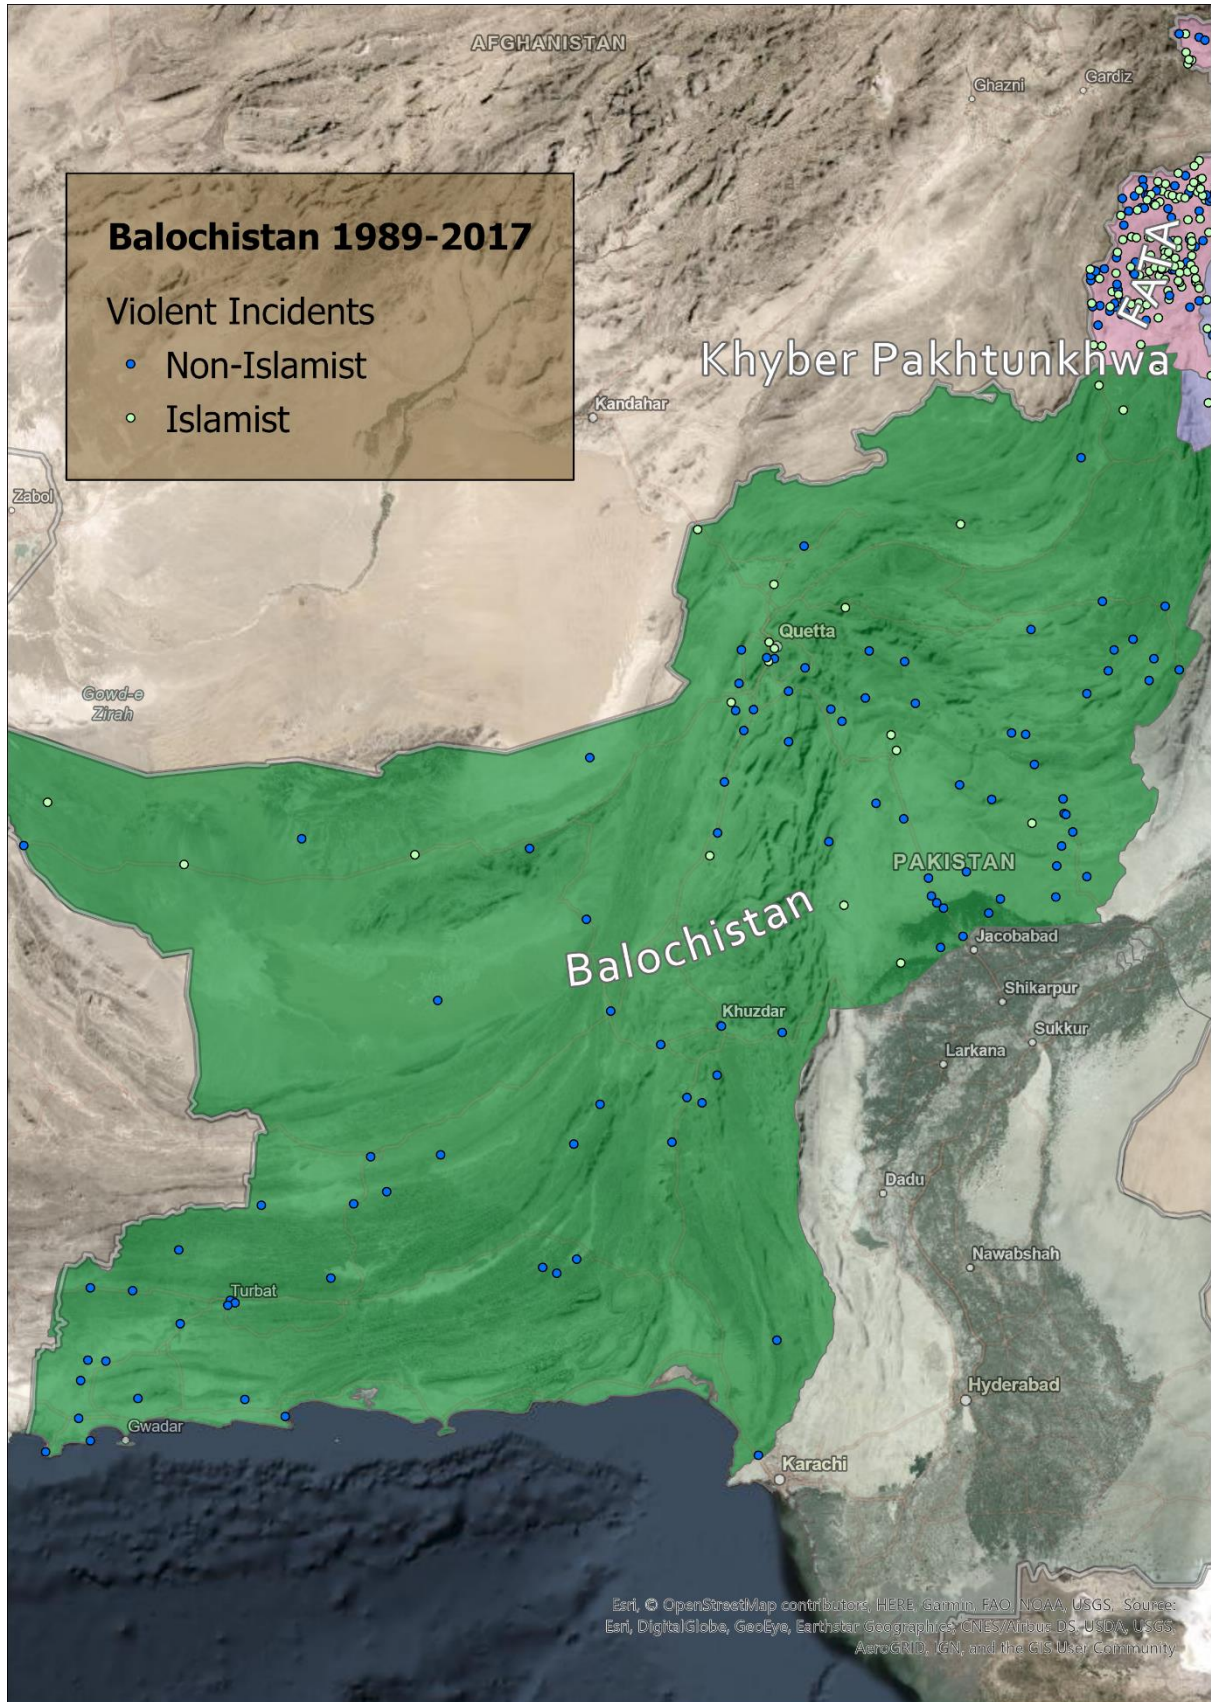 AFGHANISTAN
Ghazni
Gardiz
Balochistan 1989-2017
Violent Incidents
Non-Islamist
Islamist
FATA
Khyber Pakhtunkhwa
Kandahar
Zabol
Quetta
Gowd-e
Zirah
PAKISTAN
Balochistan
Jacobabad
Shikarpur
Khuzdar
Sukkur
Larkana
Dadu
Nawabshah
Turbat
Hyderabad
Gwadar
Karachi
Esri, © OpenStreetMap contributors, HERE, Garmin, FAO, NOAA, USGS, Source:
Esri, DigitalGlobe, GeoEye, Earthstar Geographics, CNES/Airbus DS, USDA, USGS,
AeroGRID, IGN, and the GIS User Community